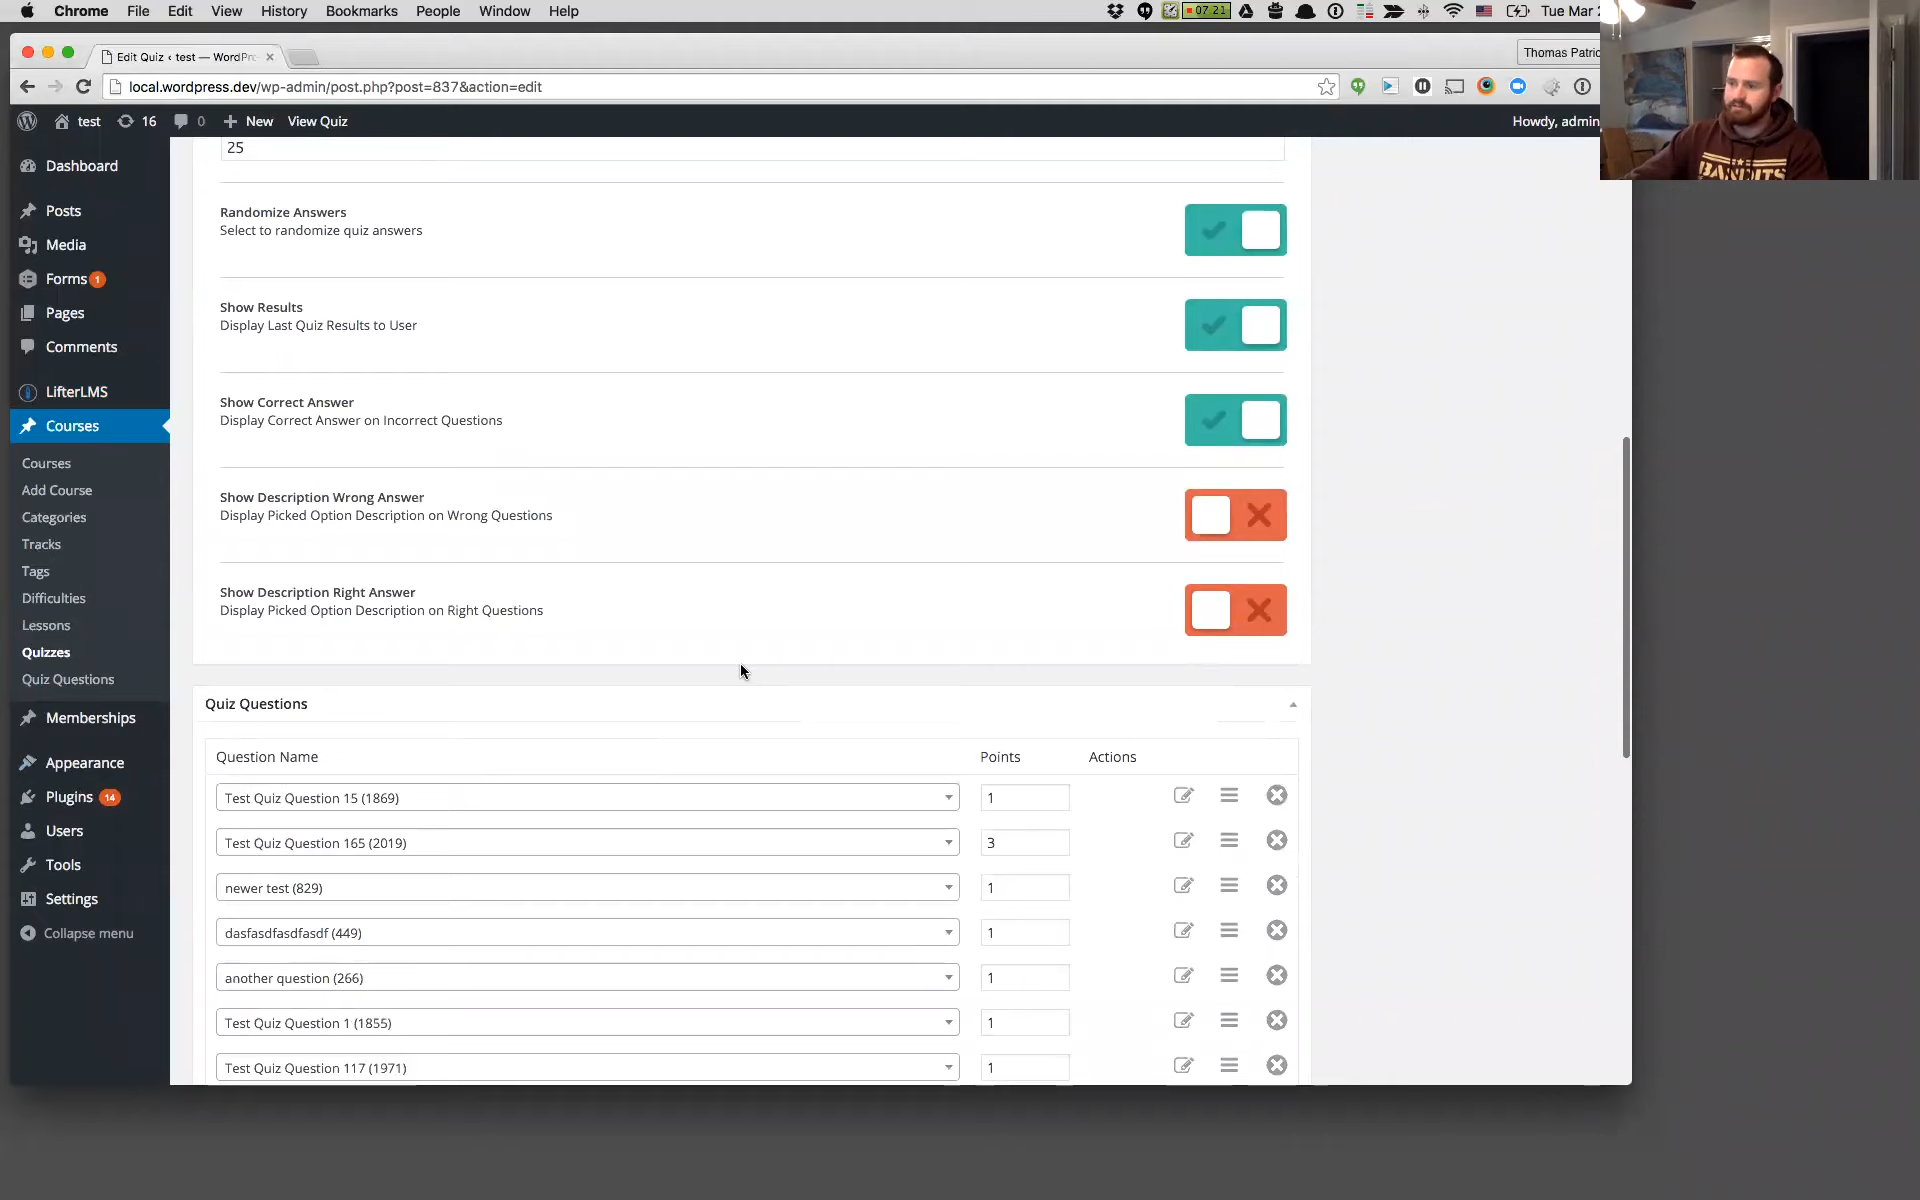 Chrome File Edit View History Bookmarks People Window Help 07:21 Tue Mar
Edit Quiz ‹ test — WordPr
Thomas Patric
local.wordpress.dev/wp-admin/post.php?post=837&action=edit
test 16 0 New View Quiz Howdy, admin
BANDITS
Dashboard
Posts
Media
Forms 1
Pages
Comments
LifterLMS
Courses
Courses
Add Course
Categories
Tracks
Tags
Difficulties
Lessons
Quizzes
Quiz Questions
Memberships
Appearance
Plugins 14
Users
Tools
Settings
Collapse menu
25
Randomize Answers
Select to randomize quiz answers
Show Results
Display Last Quiz Results to User
Show Correct Answer
Display Correct Answer on Incorrect Questions
Show Description Wrong Answer
Display Picked Option Description on Wrong Questions
Show Description Right Answer
Display Picked Option Description on Right Questions
Quiz Questions
Question Name Points Actions
Test Quiz Question 15 (1869) 1
Test Quiz Question 165 (2019) 3
newer test (829) 1
dasfasdfasdfasdf (449) 1
another question (266) 1
Test Quiz Question 1 (1855) 1
Test Quiz Question 117 (1971) 1